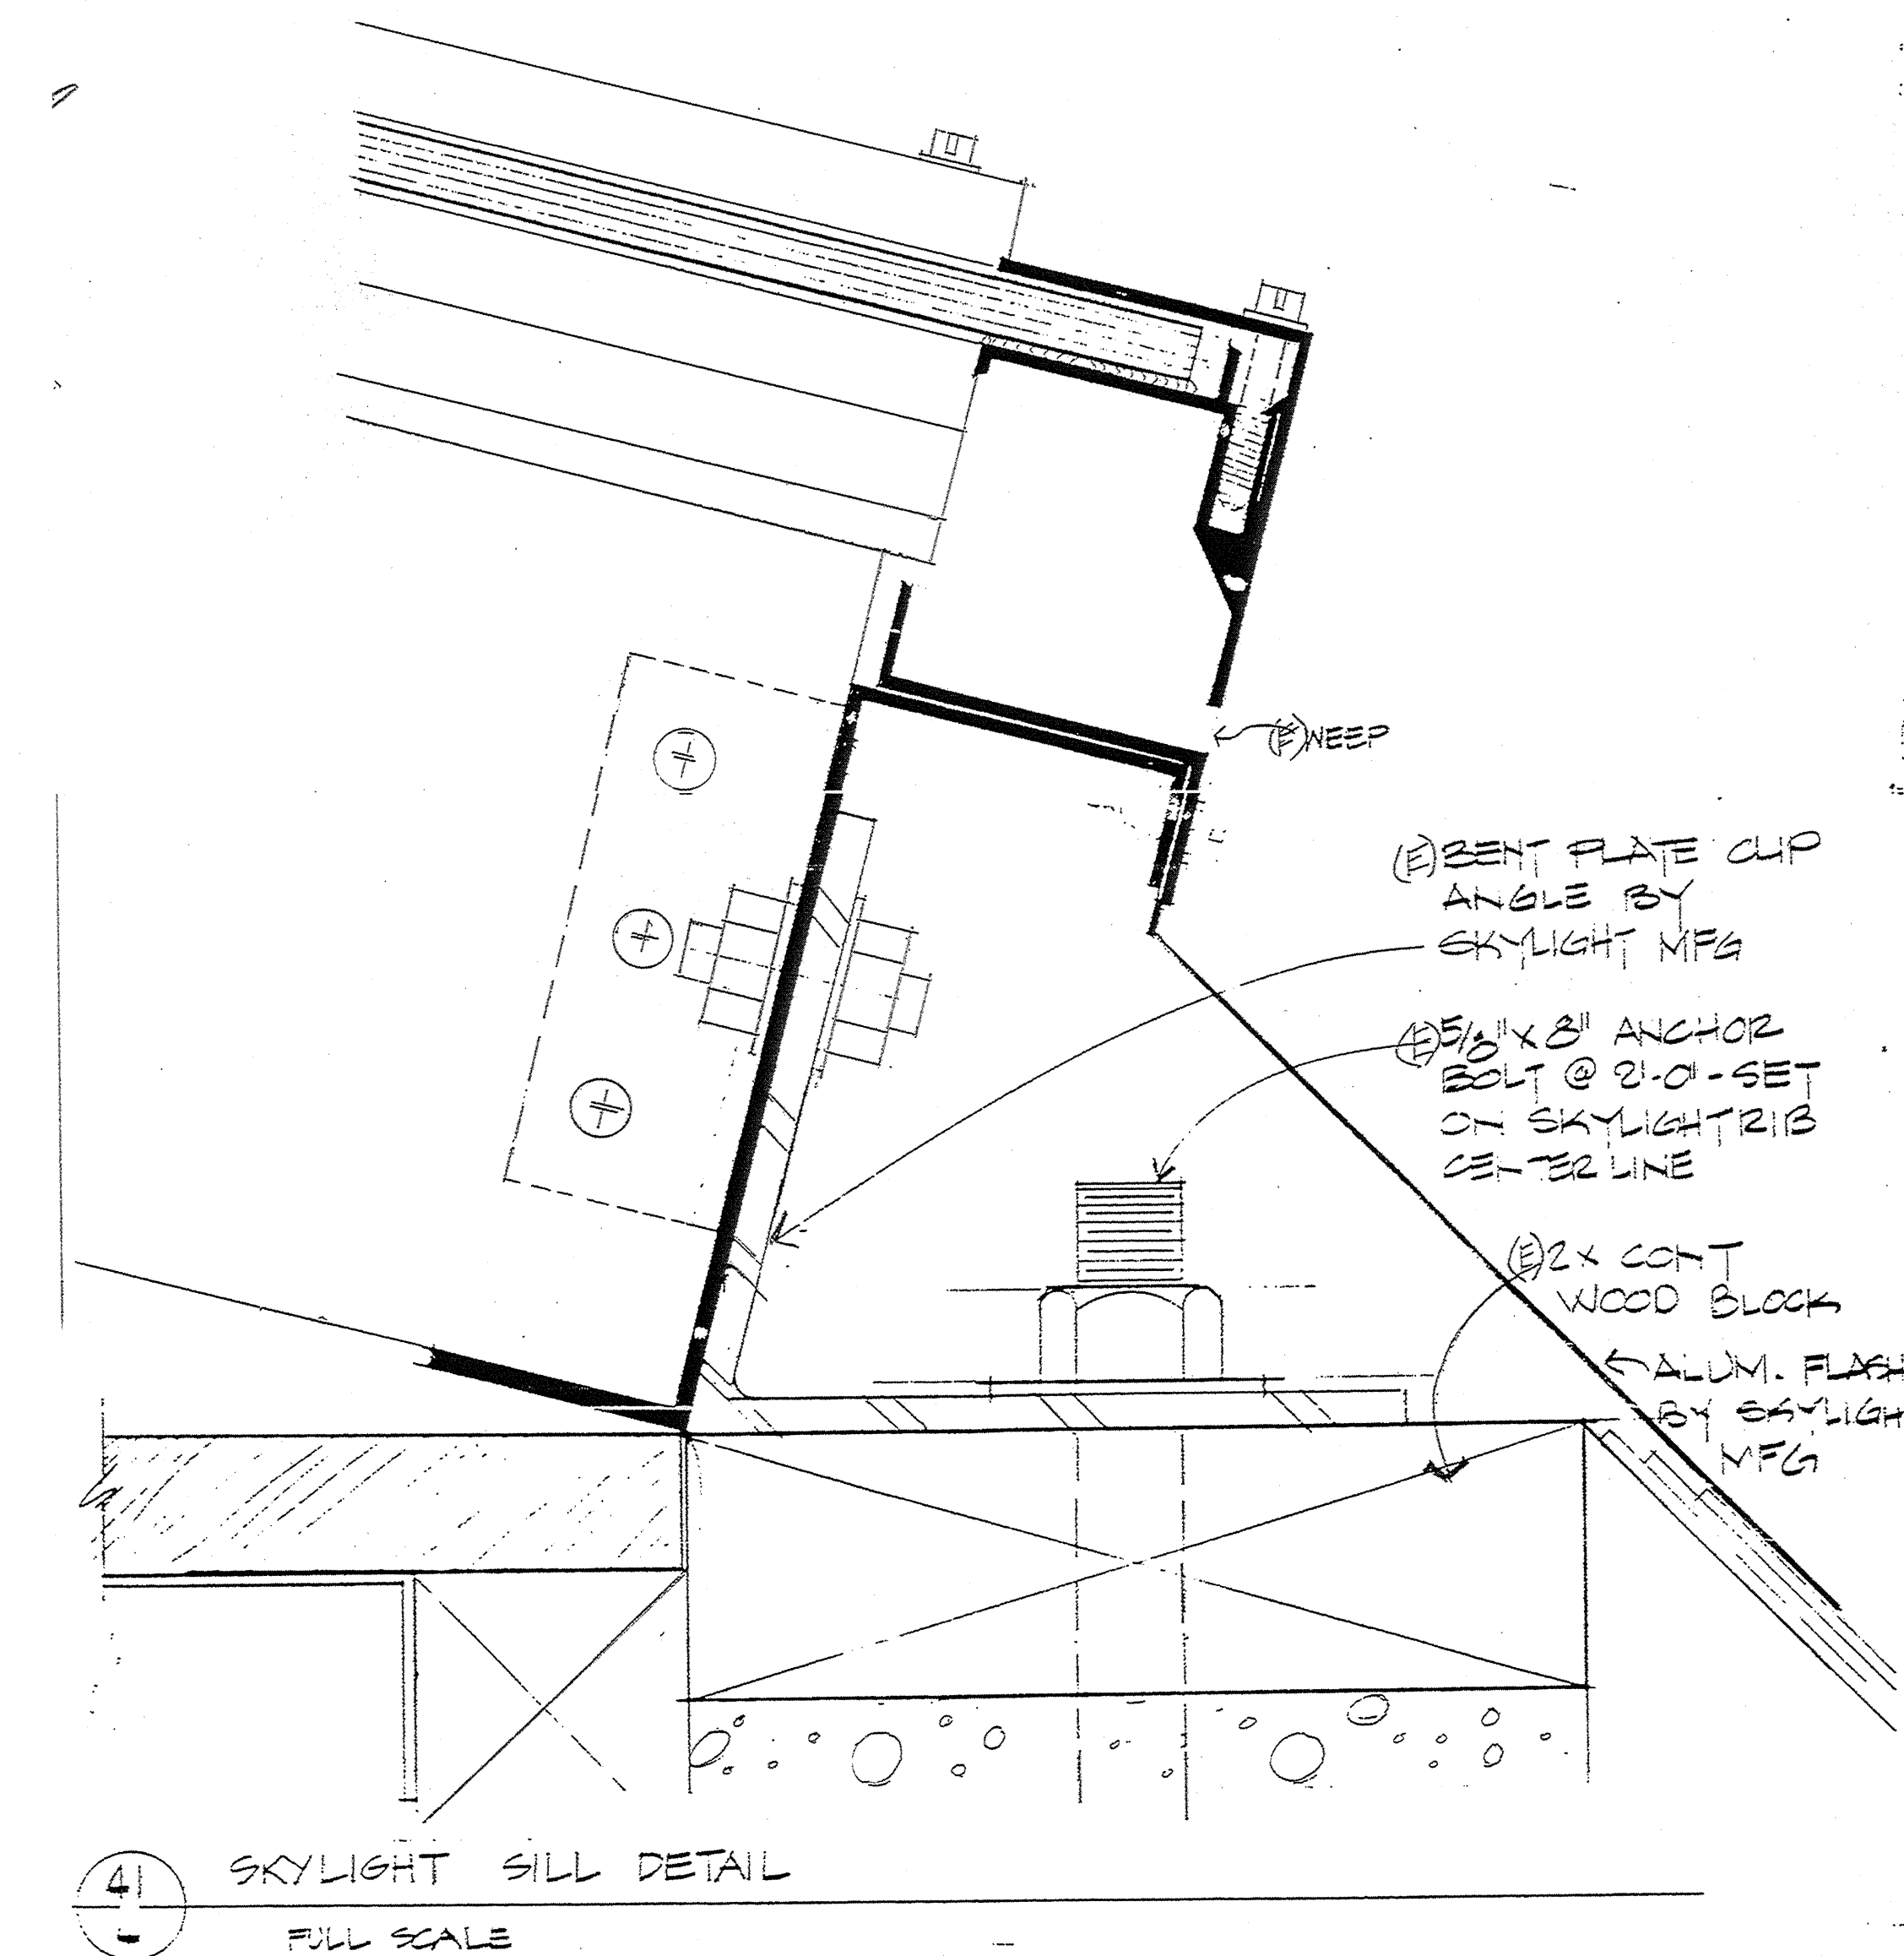 (E) WEEP
(E) BENT PLATE CLIP
ANGLE BY
SKYLIGHT MFG
(E) 5/8" X 8" ANCHOR
BOLT @ 2'-0" - SET
ON SKYLIGHT RIB
CENTER LINE
(E) 2X CONT
WOOD BLOCK
ALUM. FLASH
BY SKYLIGH
MFG
41
SKYLIGHT SILL DETAIL
FULL SCALE